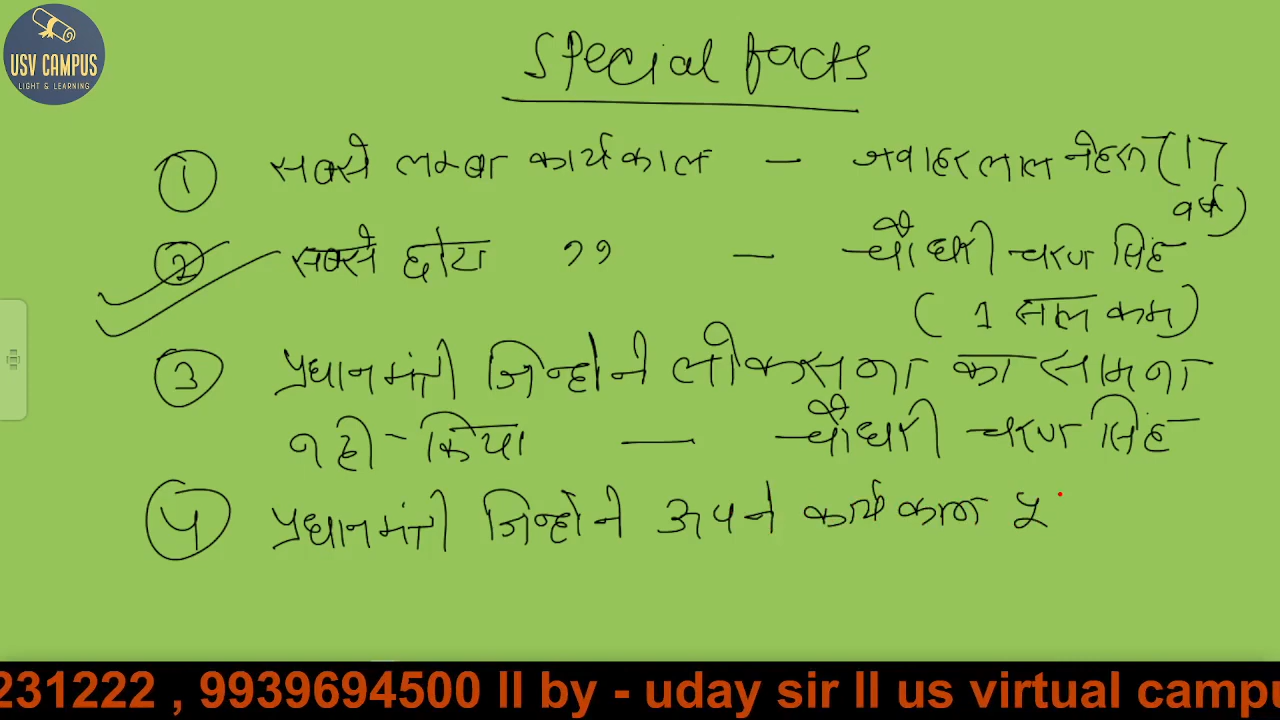 USV CAMPUS
LIGHT & LEARNING
Special facts
① सबसे लम्बा कार्यकाल — जवाहरलाल नेहरू (17
वर्ष)
② सबसे छोटा ,, — चौधरी चरण सिंह
(1 साल कम)
③ प्रधानमंत्री जिन्होंने लोकसभा का सामना
नही किया — चौधरी चरण सिंह
④ प्रधानमंत्री जिन्होंने अपने कार्यकाल पू
231222 , 9939694500 ll by - uday sir ll us virtual campu